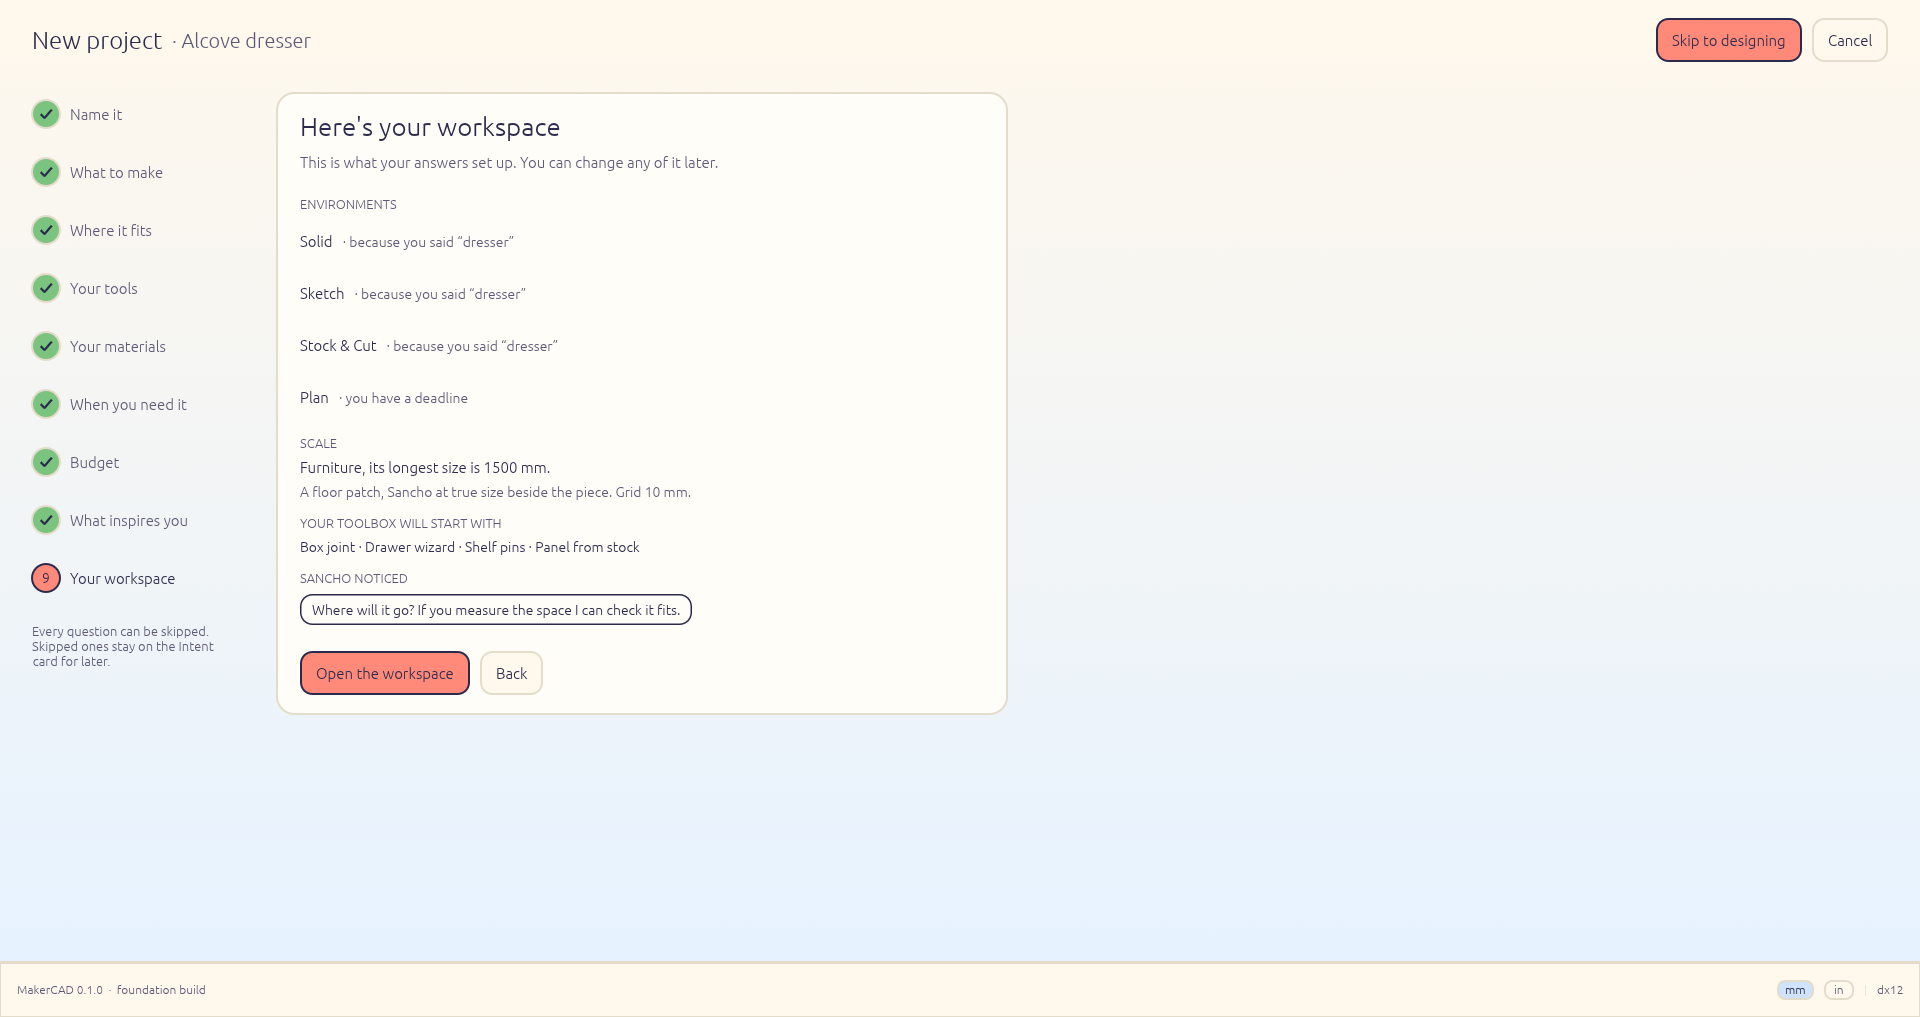 New project · Alcove dresser
Skip to designing
Cancel
Name it
What to make
Where it fits
Your tools
Your materials
When you need it
Budget
What inspires you
9 Your workspace
Every question can be skipped.
Skipped ones stay on the Intent
card for later.
Here's your workspace
This is what your answers set up. You can change any of it later.
ENVIRONMENTS
Solid · because you said “dresser”
Sketch · because you said “dresser”
Stock & Cut · because you said “dresser”
Plan · you have a deadline
SCALE
Furniture, its longest size is 1500 mm.
A floor patch, Sancho at true size beside the piece. Grid 10 mm.
YOUR TOOLBOX WILL START WITH
Box joint · Drawer wizard · Shelf pins · Panel from stock
SANCHO NOTICED
Where will it go? If you measure the space I can check it fits.
Open the workspace
Back
MakerCAD 0.1.0 · foundation build
mm
in
dx12